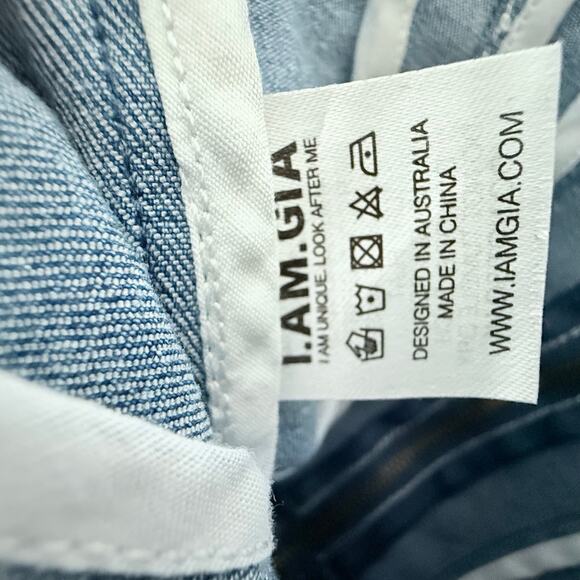 I.AM.GIA
I AM UNIQUE. LOOK AFTER ME
DESIGNED IN AUSTRALIA
MADE IN CHINA
WWW.IAMGIA.COM